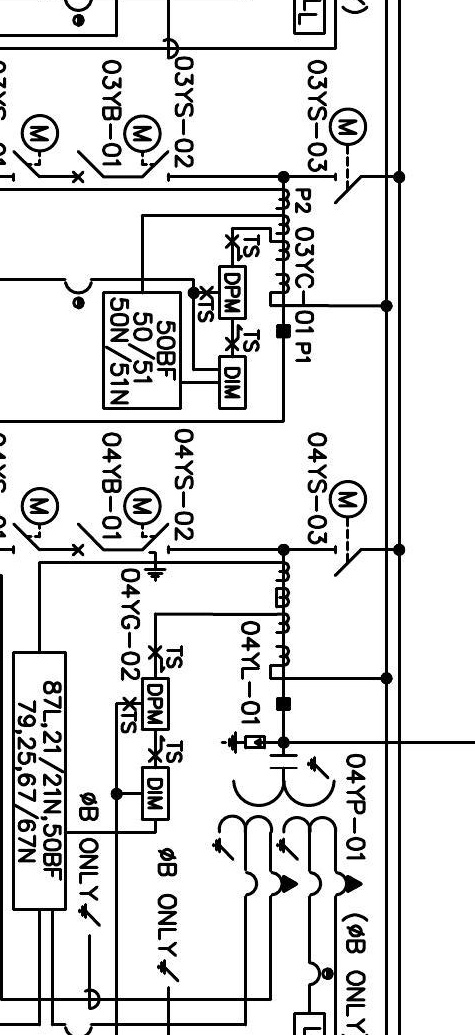 LL
)
03YS-03
M
03YS-02
M
03YB-01
M
P2
03YC-01
P1
TS
DPM
TS
TS
DIM
50BF
50/51
50N/51N
04YS-03
M
04YS-02
M
04YB-01
M
04YG-02
TS
DPM
TS
TS
DIM
04YL-01
04YP-01
(ØB ONLY
87L,21/21N,50BF
79,25,67/67N
ØB ONLY
ØB ONLY